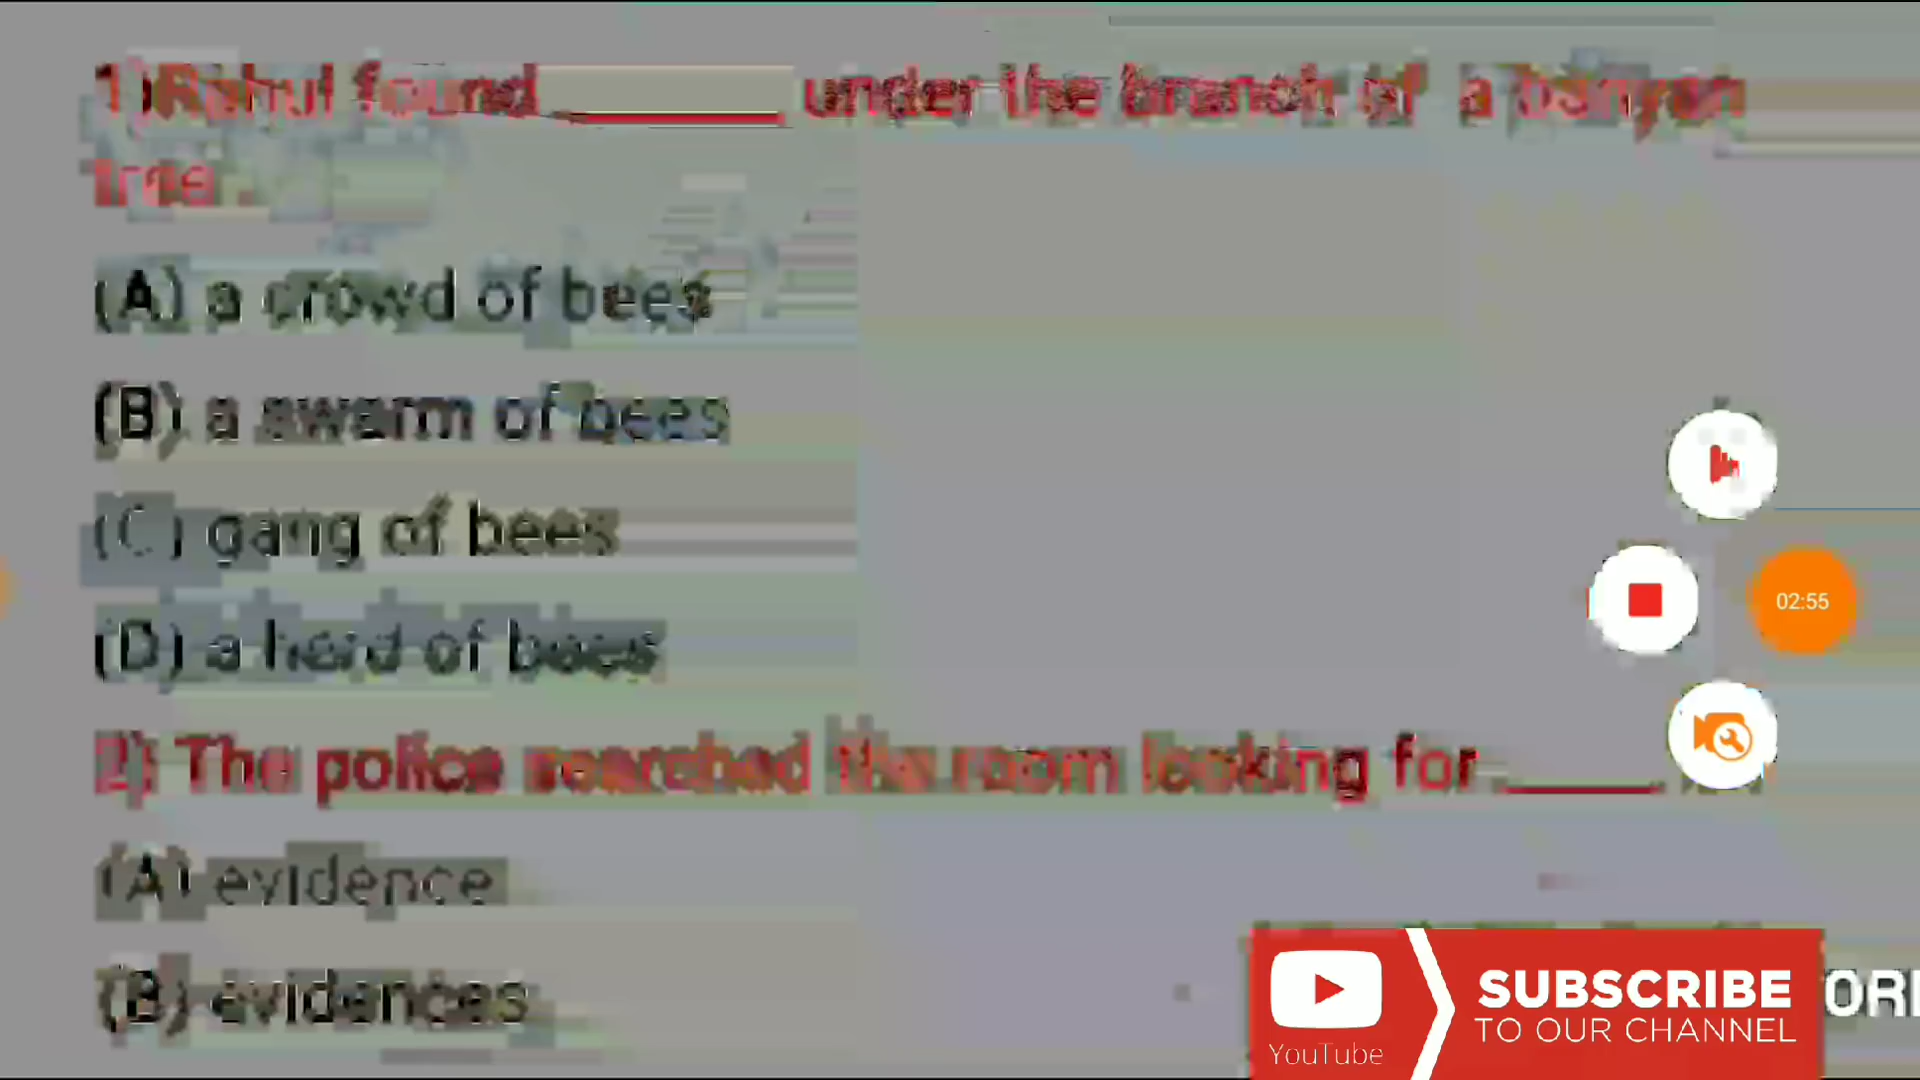 1)Rahul found ______ under the branch of a banyan
tree .
(A) a crowd of bees
(B) a swarm of bees
(C) gang of bees
(D) a herd of bees
2) The police searched the room looking for ______.
(A) evidence
(B) evidences
02:55
YouTube
SUBSCRIBE
TO OUR CHANNEL